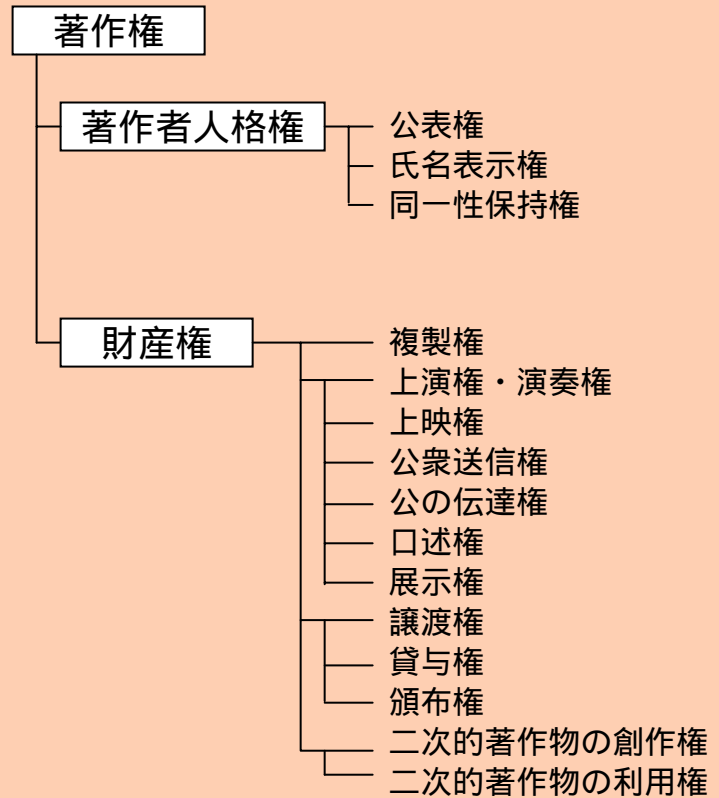 著作権
著作者人格権
公表権
氏名表示権
同一性保持権
財産権
複製権
上演権・演奏権
上映権
公衆送信権
公の伝達権
口述権
展示権
譲渡権
貸与権
頒布権
二次的著作物の創作権
二次的著作物の利用権